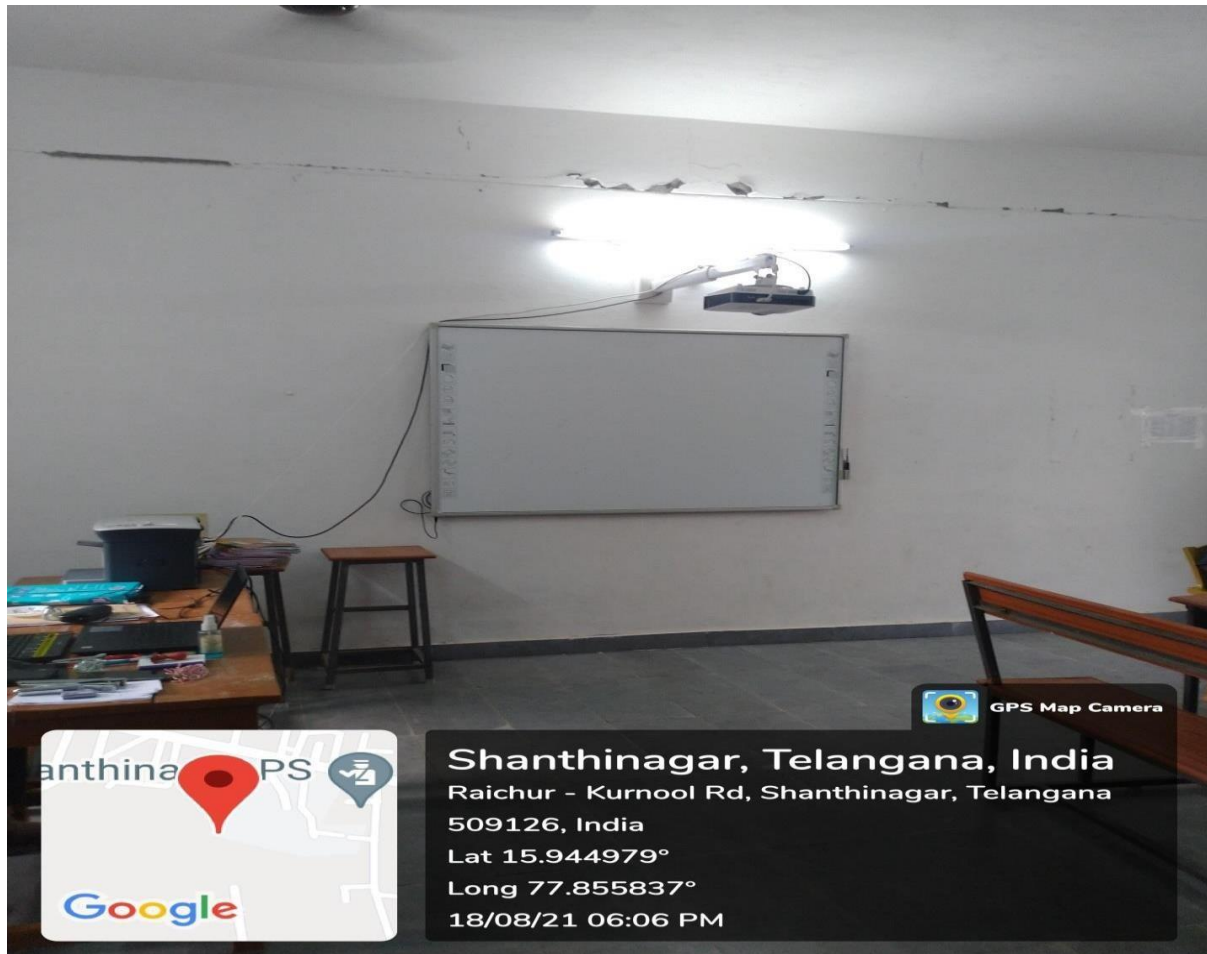 GPS Map Camera
anthina PS
Google
Shanthinagar, Telangana, India
Raichur - Kurnool Rd, Shanthinagar, Telangana
509126, India
Lat 15.944979°
Long 77.855837°
18/08/21 06:06 PM